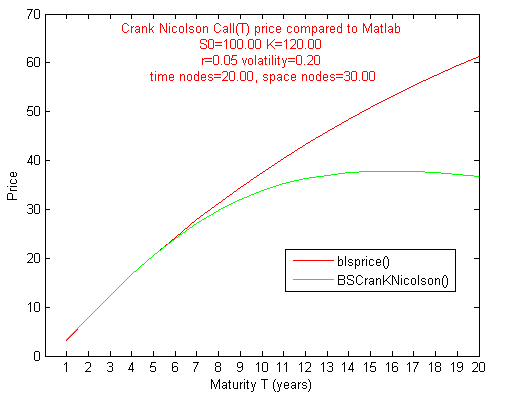 Crank Nicolson Call(T) price compared to Matlab
S0=100.00 K=120.00
r=0.05 volatility=0.20
time nodes=20.00, space nodes=30.00
70
60
50
40
30
20
10
0
Price
blsprice()
BSCranKNicolson()
1 2 3 4 5 6 7 8 9 10 11 12 13 14 15 16 17 18 19 20
Maturity T (years)